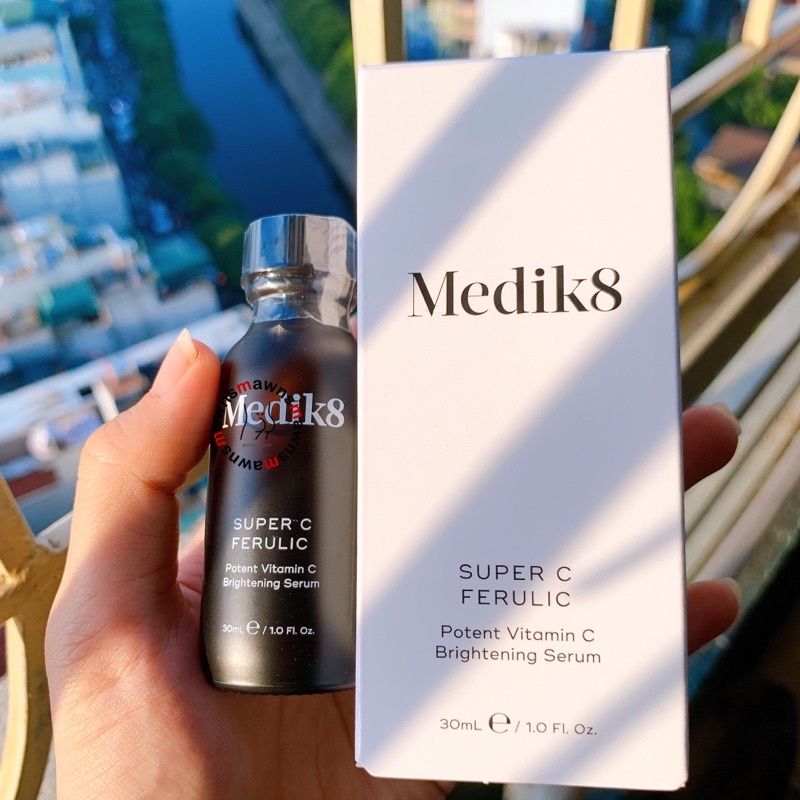 Medik8
SUPER C
FERULIC
Potent Vitamin C
Brightening Serum
30mL e / 1.0 Fl. Oz.
mawnsmawnsmawnsmawns
Medik8
SUPER C
FERULIC
Potent Vitamin C
Brightening Serum
30mL e / 1.0 Fl. Oz.